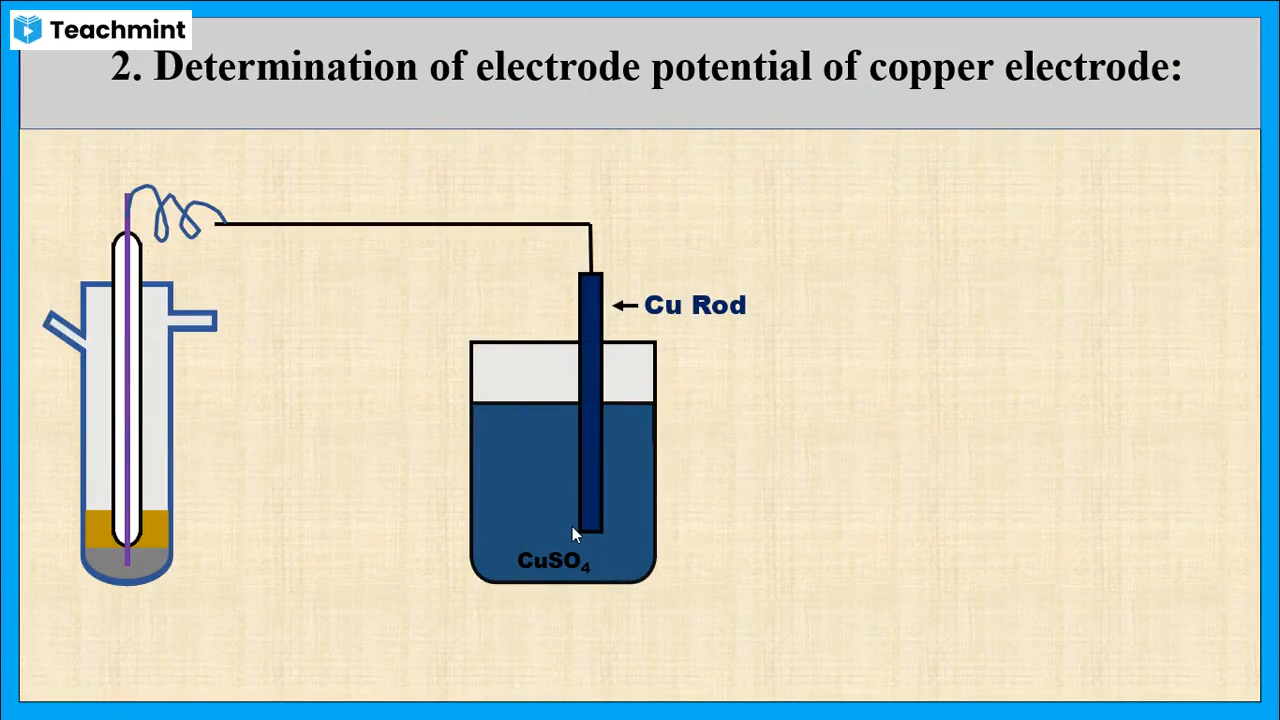 Teachmint
2. Determination of electrode potential of copper electrode:
Cu Rod
CuSO₄